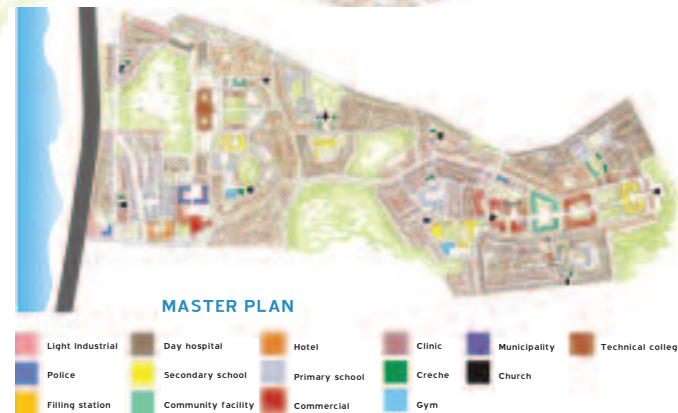 MASTER PLAN
Light Industrial
Day hospital
Hotel
Clinic
Municipality
Technical colleg
Police
Secondary school
Primary school
Creche
Church
Filling station
Community facility
Commercial
Gym